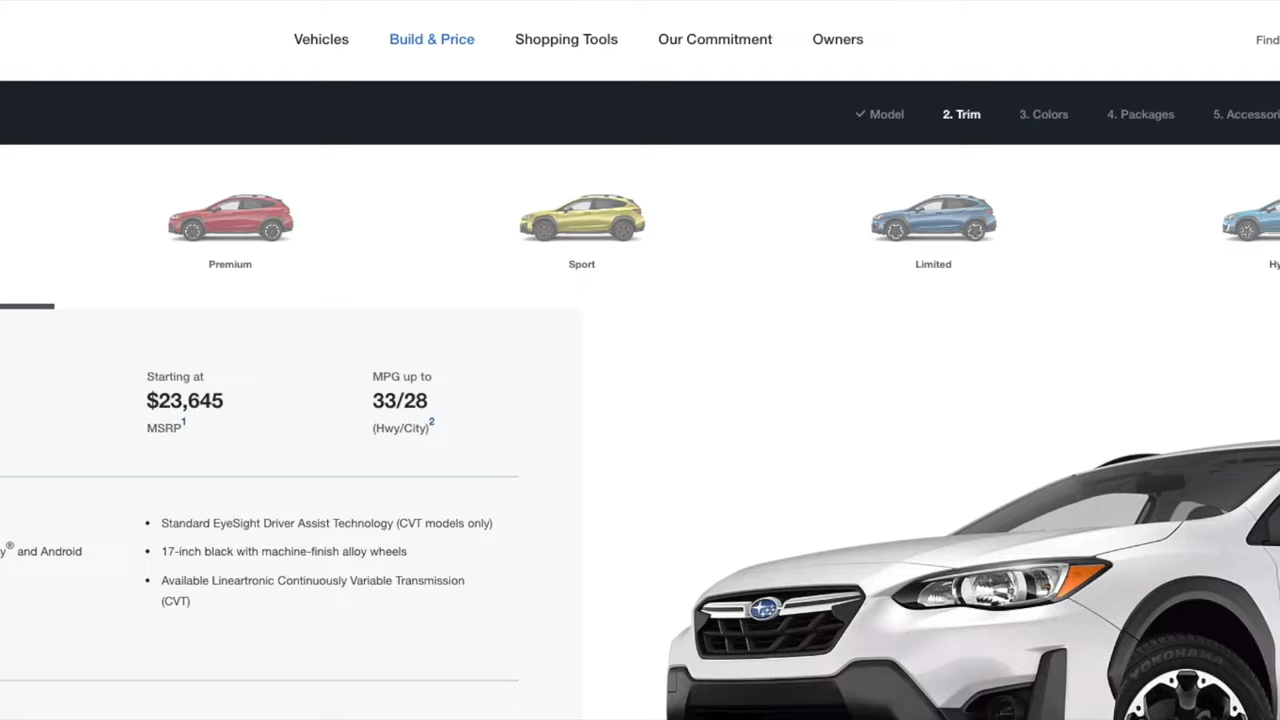 Vehicles Build & Price Shopping Tools Our Commitment Owners Find
✓ Model 2. Trim 3. Colors 4. Packages 5. Accessori
Premium Sport Limited Hy
Starting at MPG up to
$23,645 33/28
MSRP1 (Hwy/City)2
• Standard EyeSight Driver Assist Technology (CVT models only)
y® and Android • 17-inch black with machine-finish alloy wheels
• Available Lineartronic Continuously Variable Transmission
(CVT)
YOKOHAMA